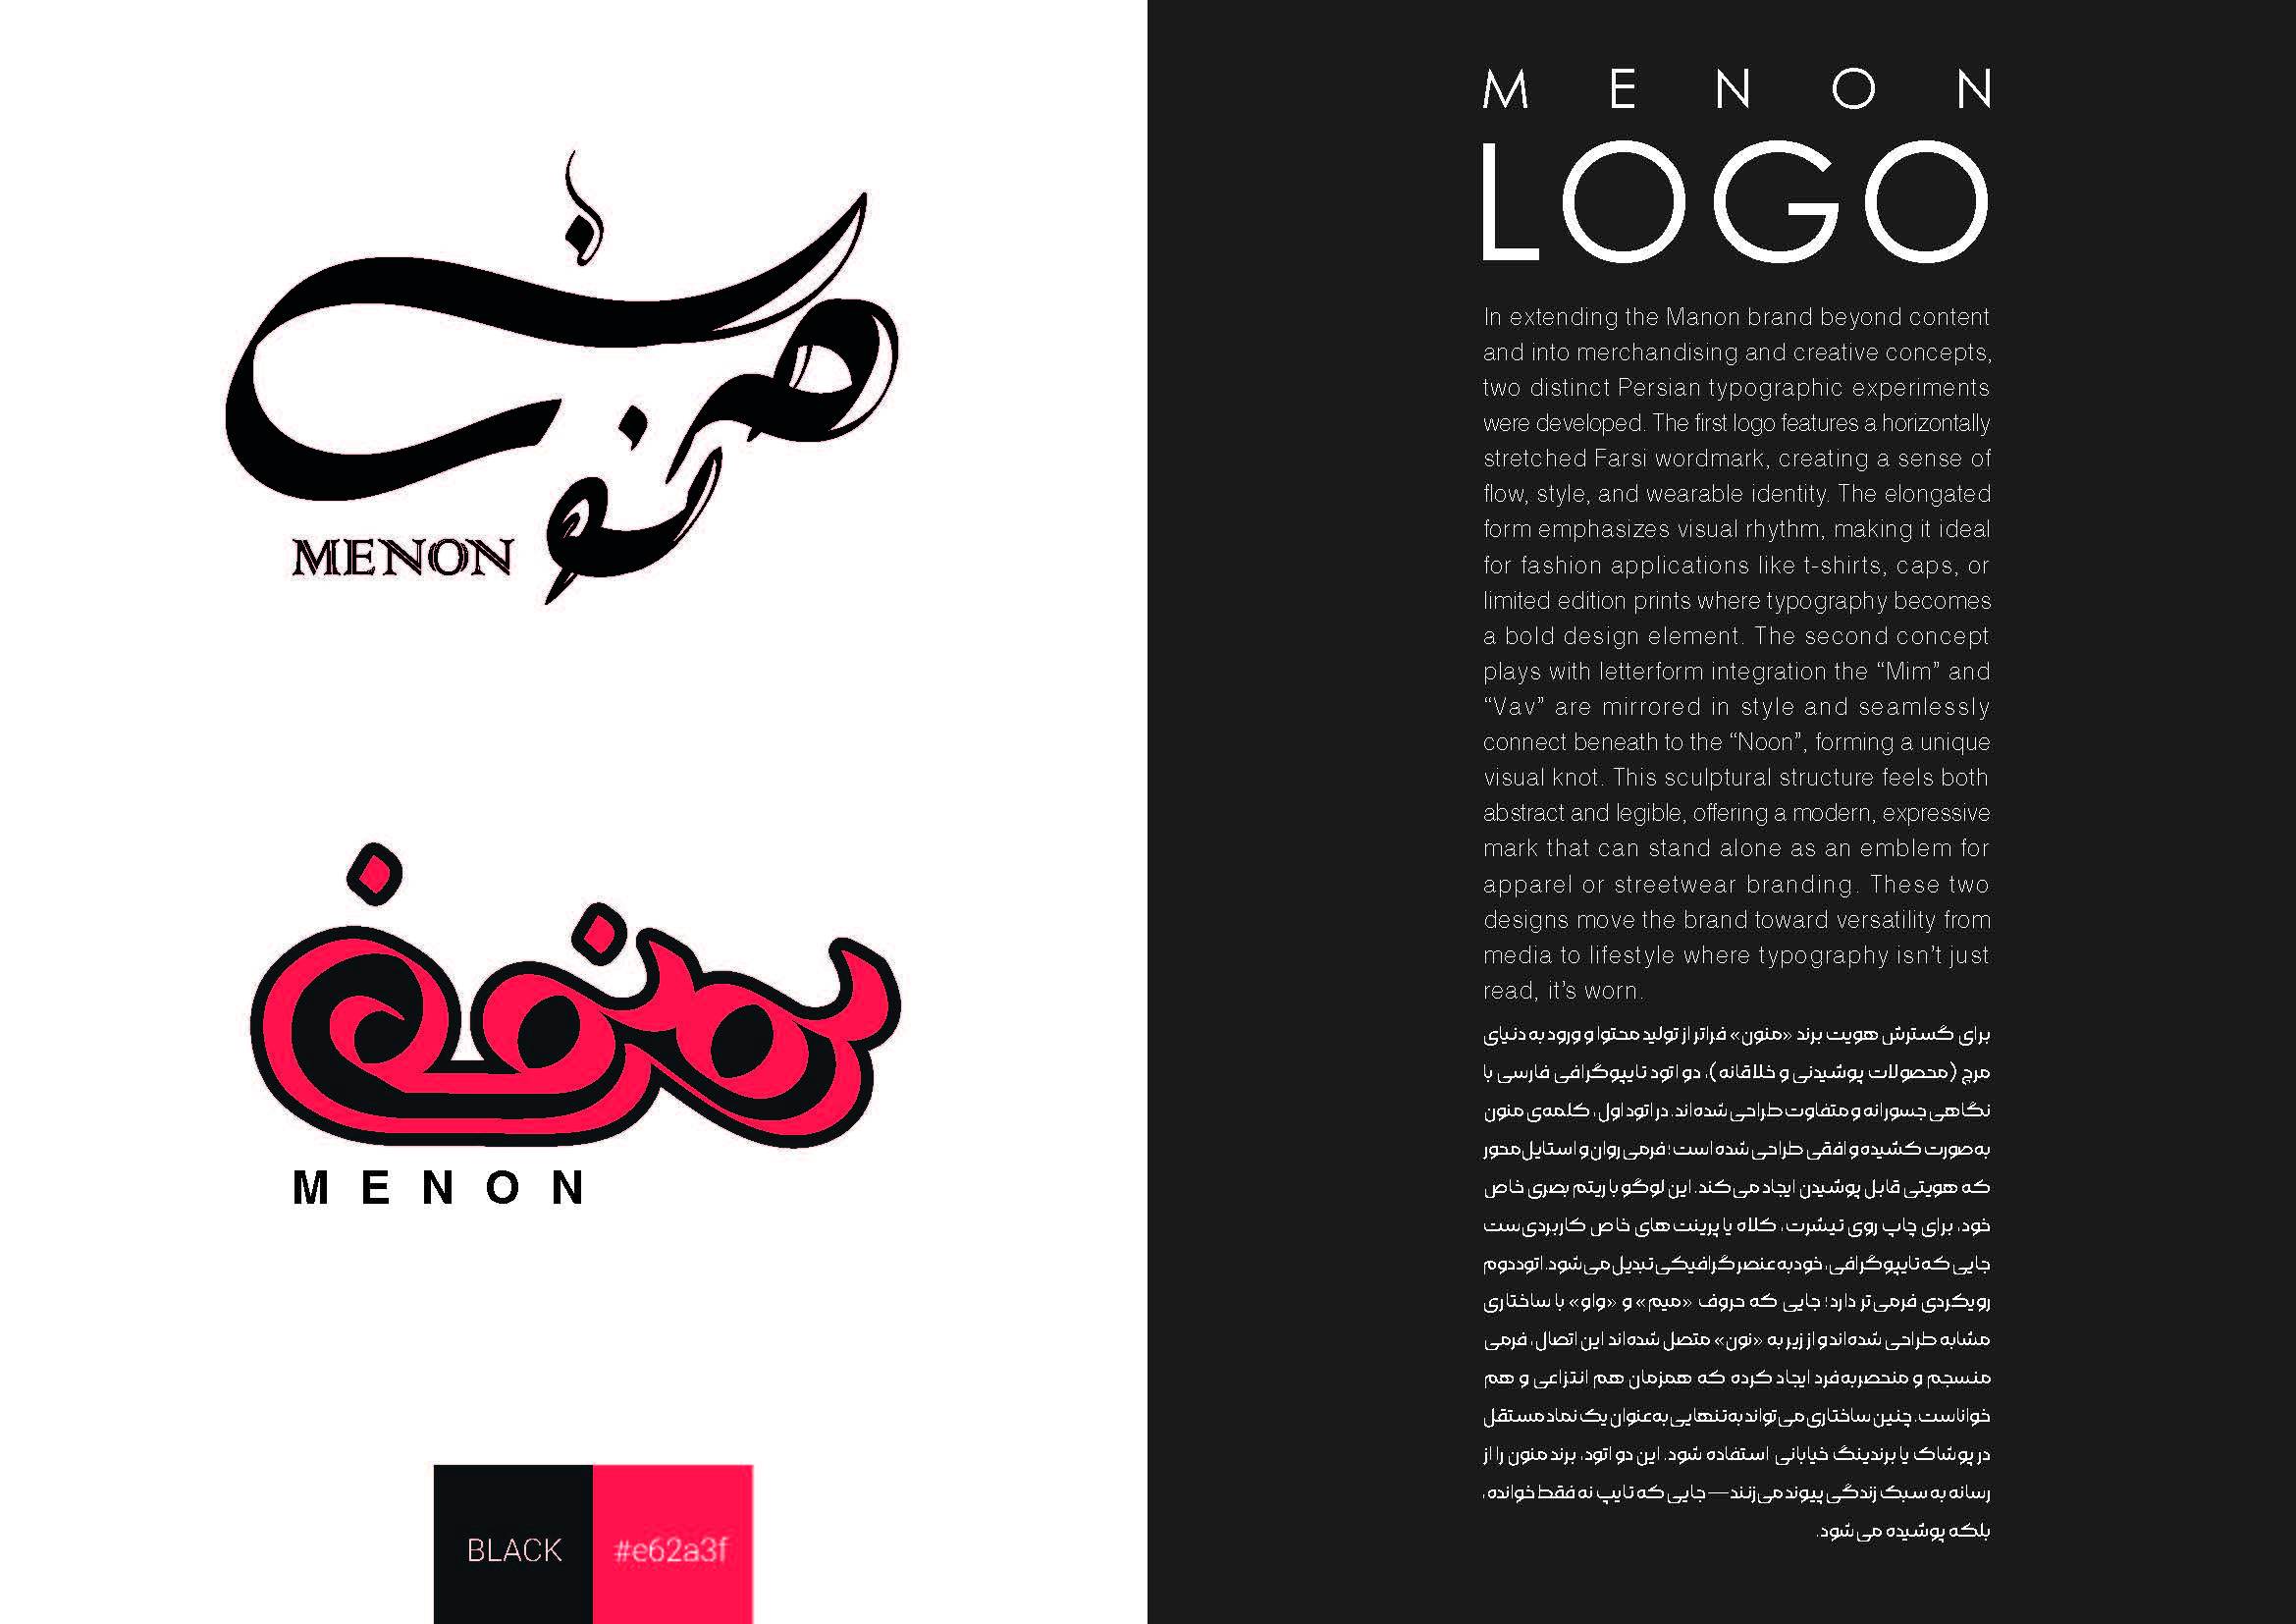 منون
MENON
منون
MENON
BLACK
#e62a3f
MENON
LOGO
In extending the Manon brand beyond content
and into merchandising and creative concepts,
two distinct Persian typographic experiments
were developed. The first logo features a horizontally
stretched Farsi wordmark, creating a sense of
flow, style, and wearable identity. The elongated
form emphasizes visual rhythm, making it ideal
for fashion applications like t-shirts, caps, or
limited edition prints where typography becomes
a bold design element. The second concept
plays with letterform integration the “Mim” and
“Vav” are mirrored in style and seamlessly
connect beneath to the “Noon”, forming a unique
visual knot. This sculptural structure feels both
abstract and legible, offering a modern, expressive
mark that can stand alone as an emblem for
apparel or streetwear branding. These two
designs move the brand toward versatility from
media to lifestyle where typography isn’t just
read, it’s worn.
برای گسترش هویت برند «منون» فراتر از تولید محتوا و ورود به دنیای
مرچ (محصولات پوشیدنی و خلاقانه)، دو اتود تایپوگرافی فارسی با
نگاهی جسورانه و متفاوت طراحی شده‌اند. در اتود اول، کلمه‌ی منون
به‌صورت کشیده و افقی طراحی شده است؛ فرمی روان و استایل‌محور
که هویتی قابل پوشیدن ایجاد می‌کند. این لوگو با ریتم بصری خاص
خود، برای چاپ روی تیشرت، کلاه یا پرینت های خاص کاربردی‌ست
جایی که تایپوگرافی، خود به عنصر گرافیکی تبدیل می‌شود. اتود دوم
رویکردی فرمی‌تر دارد؛ جایی که حروف «میم» و «واو» با ساختاری
مشابه طراحی شده‌اند و از زیر به «نون» متصل شده‌اند این اتصال، فرمی
منسجم و منحصربه‌فرد ایجاد کرده که همزمان هم انتزاعی و هم
خواناست. چنین ساختاری می‌تواند به‌تنهایی به‌عنوان یک نماد مستقل
در پوشاک یا برندینگ خیابانی استفاده شود. این دو اتود، برند منون را از
رسانه به سبک زندگی پیوند می‌زنند—جایی که تایپ نه فقط خوانده،
بلکه پوشیده می شود.